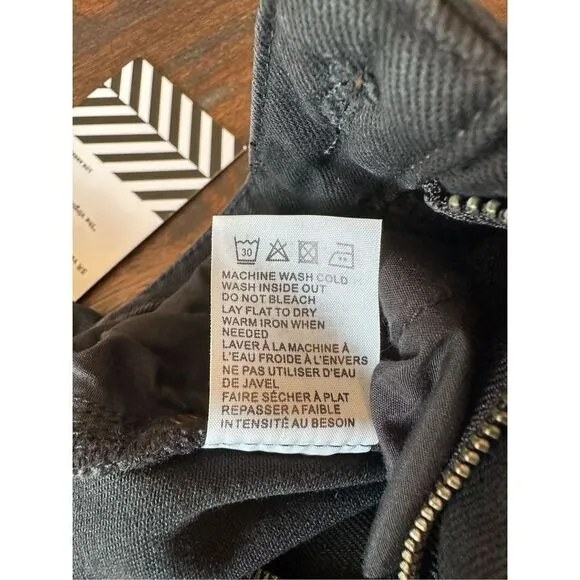 30
MACHINE WASH COLD
WASH INSIDE OUT
DO NOT BLEACH
LAY FLAT TO DRY
WARM IRON WHEN
NEEDED
LAVER À LA MACHINE À
L'EAU FROIDE À L'ENVERS
NE PAS UTILISER D'EAU
DE JAVEL
FAIRE SÉCHER À PLAT
REPASSER A FAIBLE
INTENSITÉ AU BESOIN